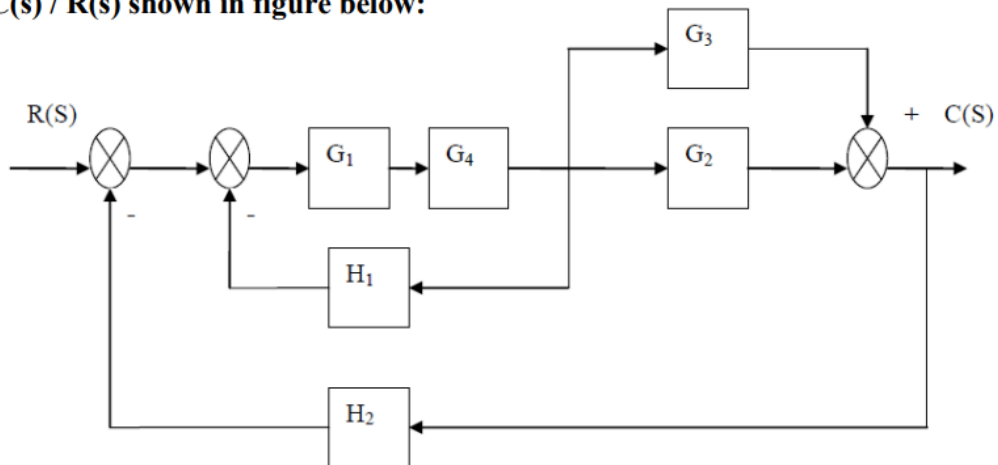 C(s) / R(s) shown in figure below:
G₃
R(S)
+ C(S)
G₁
G₄
G₂
-
-
H₁
H₂